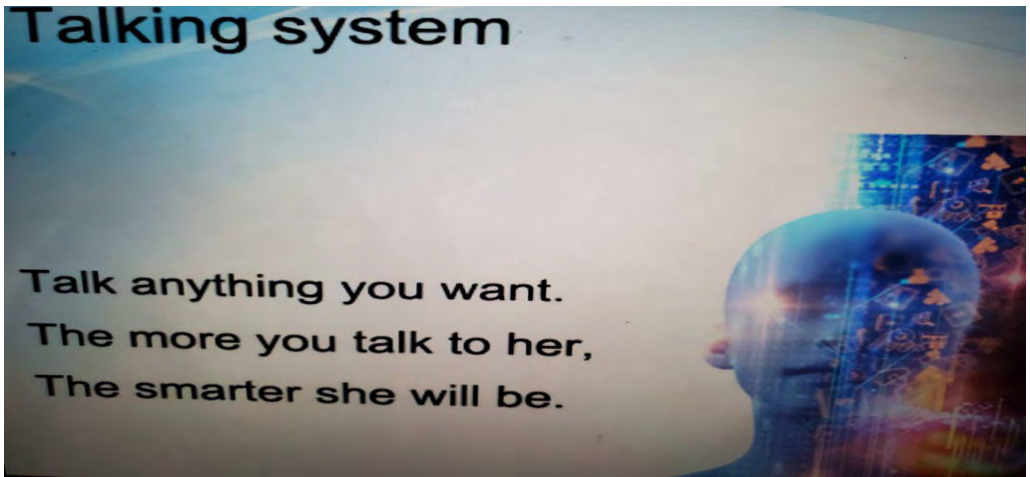 Talking system
Talk anything you want.
The more you talk to her,
The smarter she will be.